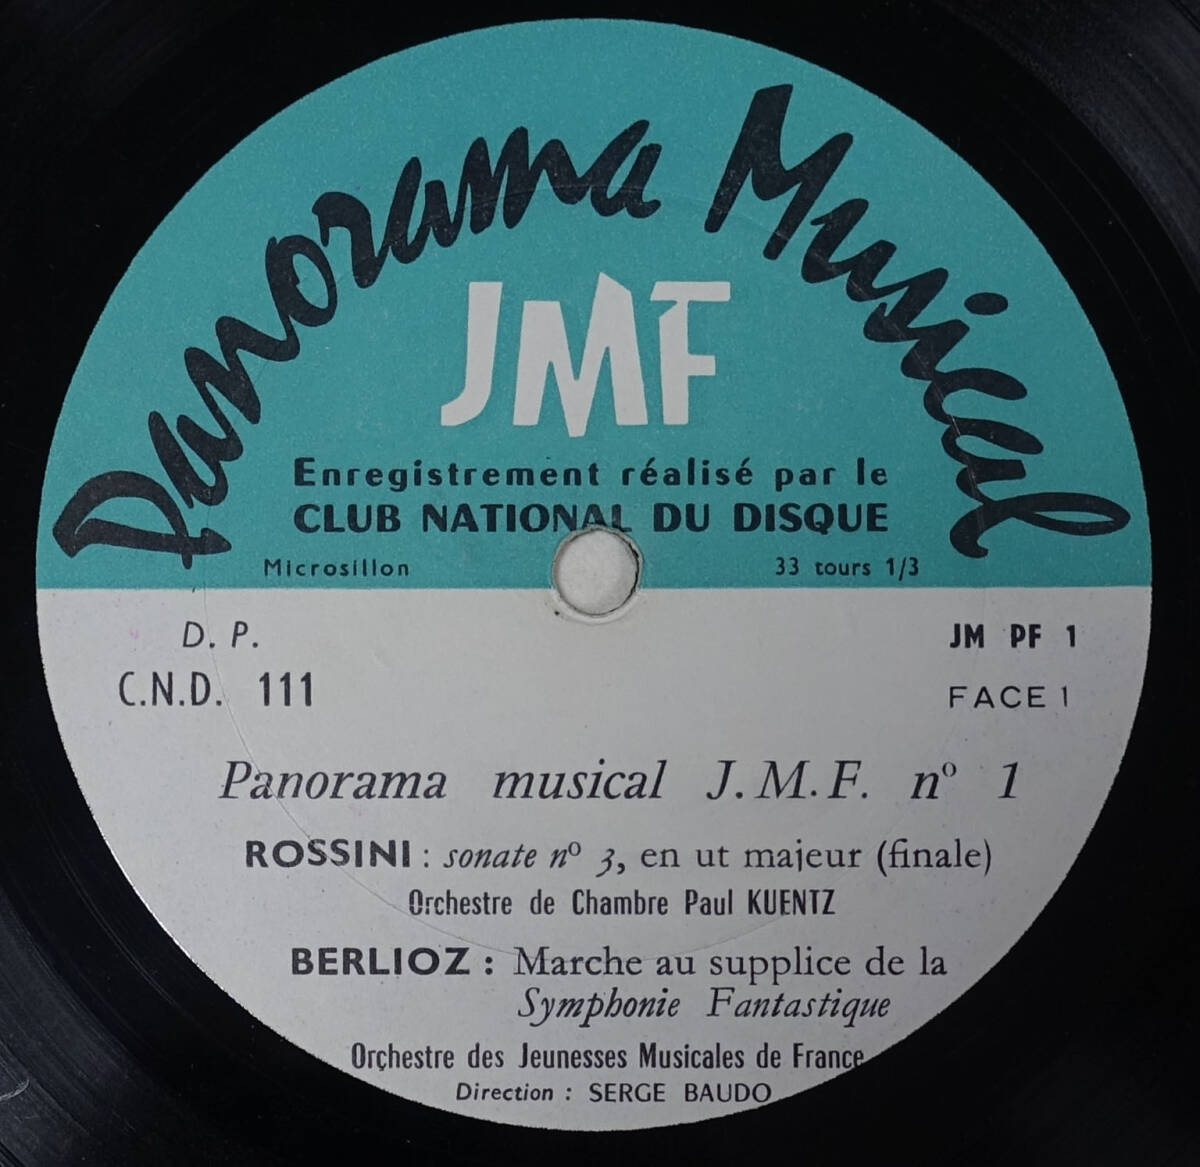 Panorama Musical
JMF
Enregistrement réalisé par le
CLUB NATIONAL DU DISQUE
Microsillon 33 tours 1/3
D. P. JM PF 1
C.N.D. 111 FACE 1
Panorama musical J. M. F. nº 1
ROSSINI : sonate nº 3, en ut majeur (finale)
Orchestre de Chambre Paul KUENTZ
BERLIOZ : Marche au supplice de la
Symphonie Fantastique
Orchestre des Jeunesses Musicales de France
Direction : SERGE BAUDO